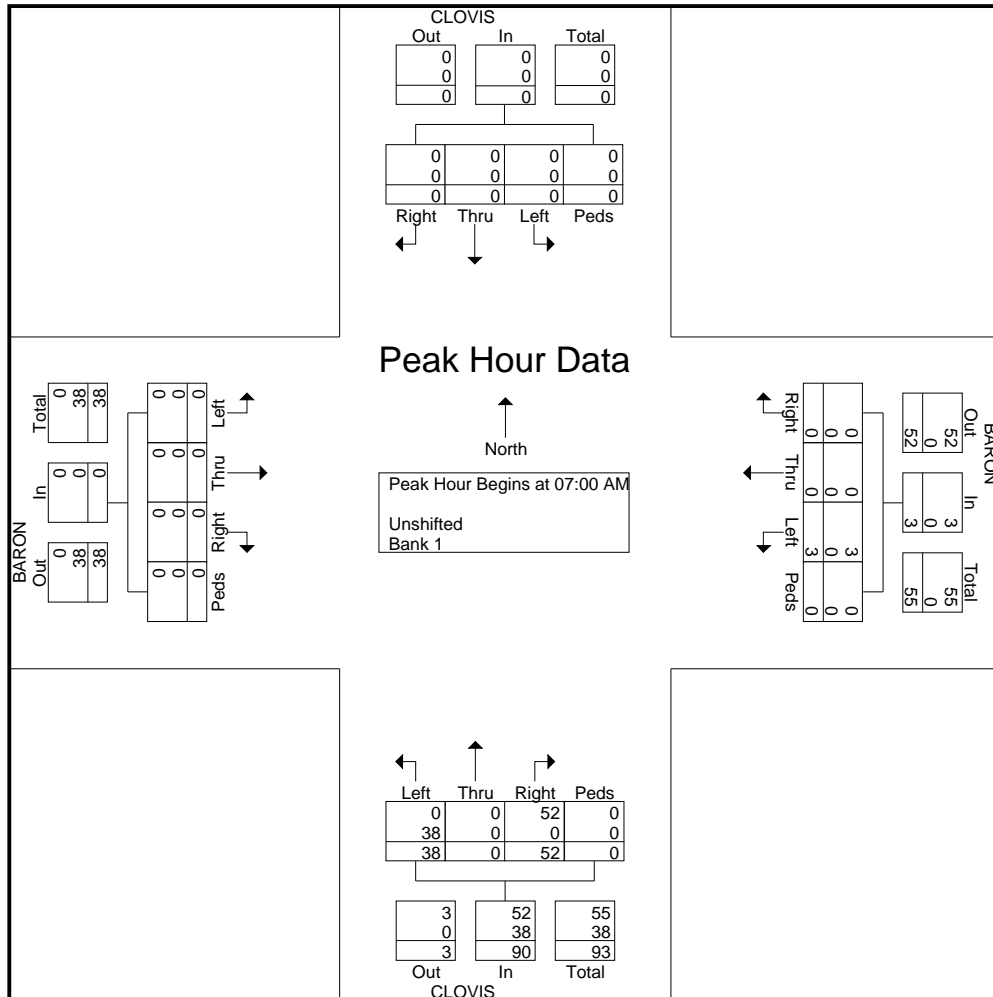 CLOVIS
Out In Total
0 0 0
0 0 0
0 0 0
0 0 0 0
0 0 0 0
0 0 0 0
Right Thru Left Peds
Peak Hour Data
North
Peak Hour Begins at 07:00 AM
Unshifted
Bank 1
BARON
Out In Total
38 0 38
38 0 38
0 0 0
Left Thru Right Peds
0 0 0 0
0 0 0 0
0 0 0 0
BARON
Out In Total
52 3 55
0 0 0
52 3 55
Right Thru Left Peds
0 0 3 0
0 0 0 0
0 0 3 0
Left Thru Right Peds
0 0 52 0
38 0 0 0
38 0 52 0
3 52 55
0 38 38
3 90 93
Out In Total
CLOVIS